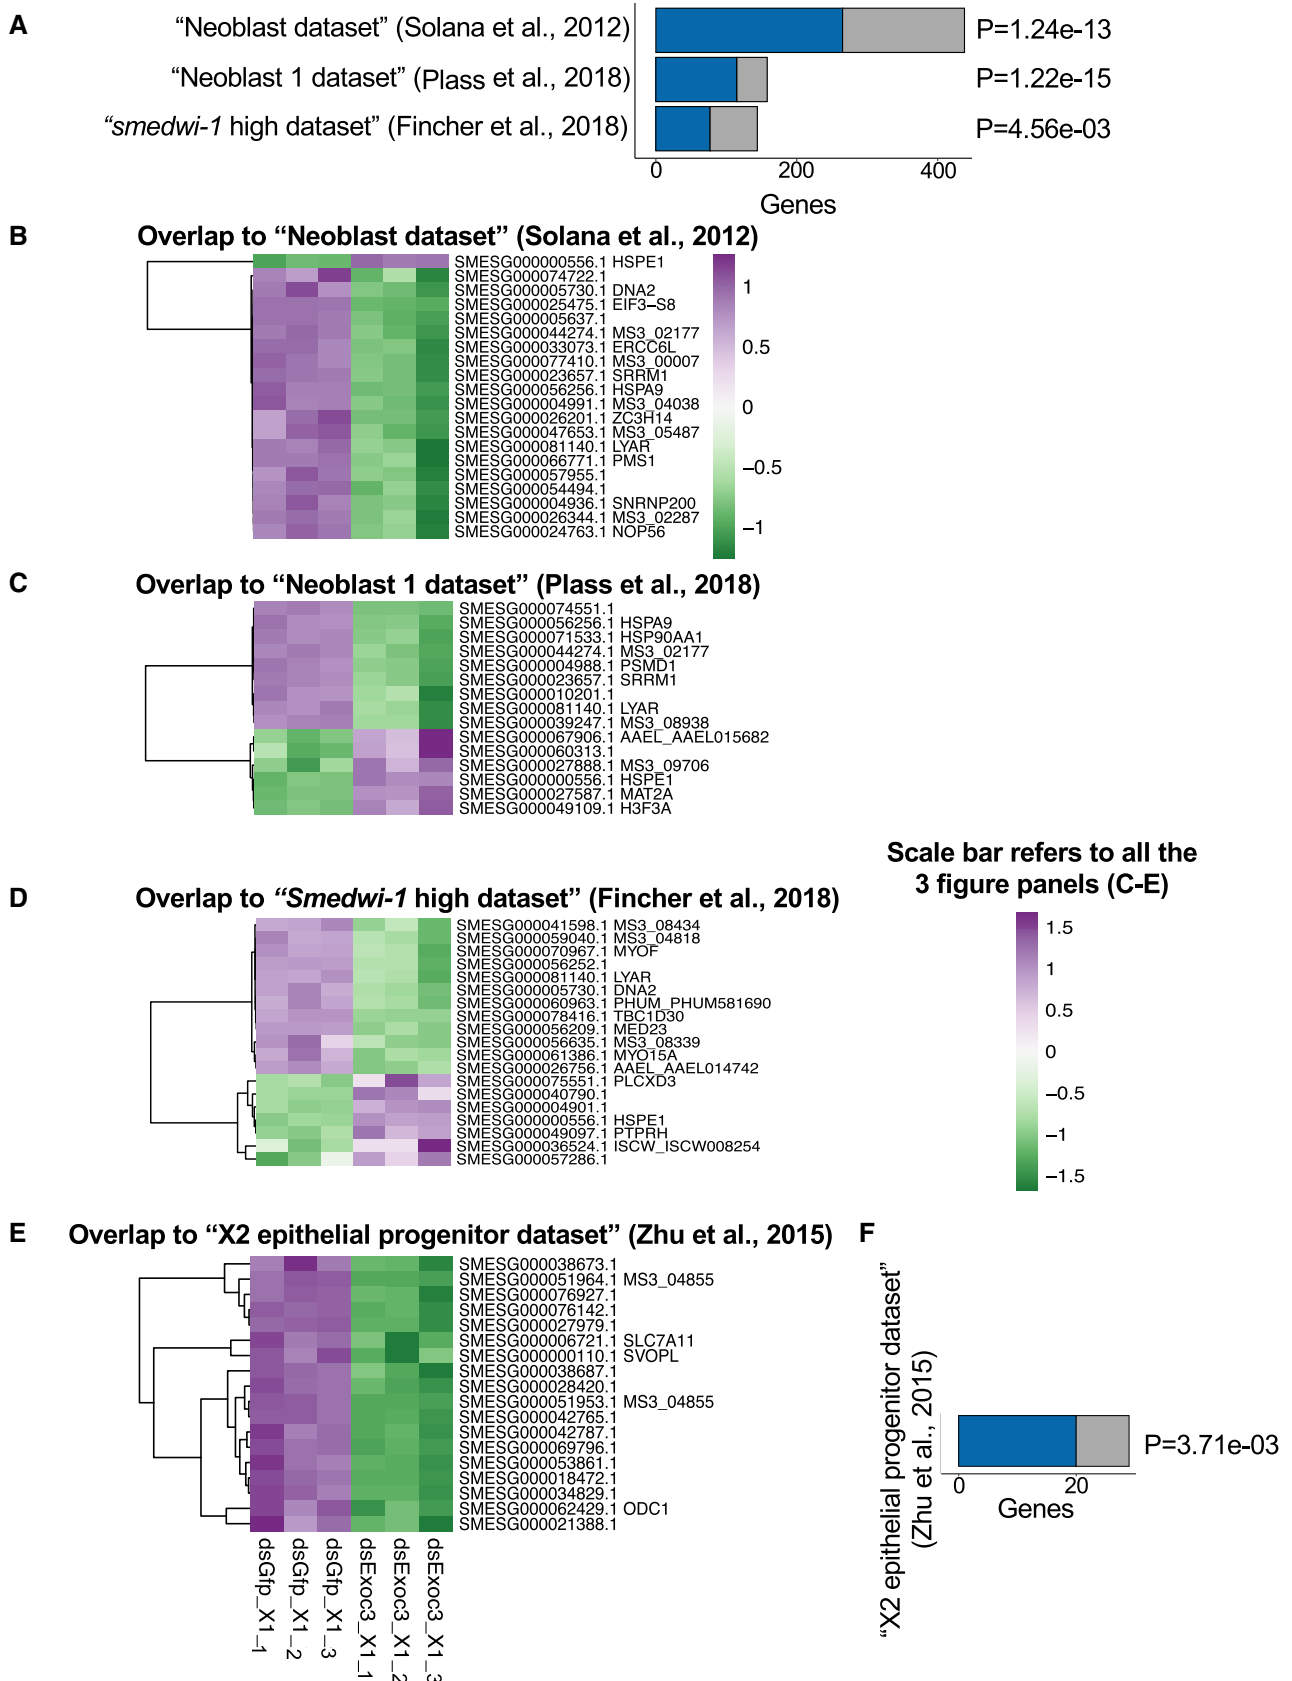 A
“Neoblast dataset” (Solana et al., 2012)
P=1.24e-13
“Neoblast 1 dataset” (Plass et al., 2018)
P=1.22e-15
“smedwi-1 high dataset” (Fincher et al., 2018)
P=4.56e-03
0 200 400
Genes
B
Overlap to “Neoblast dataset” (Solana et al., 2012)
SMESG000000556.1 HSPE1
SMESG000074722.1
SMESG000005730.1 DNA2
SMESG000025475.1 EIF3–S8
SMESG000005637.1
SMESG000044274.1 MS3_02177
SMESG000033073.1 ERCC6L
SMESG000077410.1 MS3_00007
SMESG000023657.1 SRRM1
SMESG000056256.1 HSPA9
SMESG000004991.1 MS3_04038
SMESG000026201.1 ZC3H14
SMESG000047653.1 MS3_05487
SMESG000081140.1 LYAR
SMESG000066771.1 PMS1
SMESG000057955.1
SMESG000054494.1
SMESG000004936.1 SNRNP200
SMESG000026344.1 MS3_02287
SMESG000024763.1 NOP56
1
0.5
0
−0.5
−1
C
Overlap to “Neoblast 1 dataset” (Plass et al., 2018)
SMESG000074551.1
SMESG000056256.1 HSPA9
SMESG000071533.1 HSP90AA1
SMESG000044274.1 MS3_02177
SMESG000004988.1 PSMD1
SMESG000023657.1 SRRM1
SMESG000010201.1
SMESG000081140.1 LYAR
SMESG000039247.1 MS3_08938
SMESG000067906.1 AAEL_AAEL015682
SMESG000060313.1
SMESG000027888.1 MS3_09706
SMESG000000556.1 HSPE1
SMESG000027587.1 MAT2A
SMESG000049109.1 H3F3A
Scale bar refers to all the
3 figure panels (C-E)
D
Overlap to “Smedwi-1 high dataset” (Fincher et al., 2018)
SMESG000041598.1 MS3_08434
SMESG000059040.1 MS3_04818
SMESG000070967.1 MYOF
SMESG000056252.1
SMESG000081140.1 LYAR
SMESG000005730.1 DNA2
SMESG000060963.1 PHUM_PHUM581690
SMESG000078416.1 TBC1D30
SMESG000056209.1 MED23
SMESG000056635.1 MS3_08339
SMESG000061386.1 MYO15A
SMESG000026756.1 AAEL_AAEL014742
SMESG000075551.1 PLCXD3
SMESG000040790.1
SMESG000004901.1
SMESG000000556.1 HSPE1
SMESG000049097.1 PTPRH
SMESG000036524.1 ISCW_ISCW008254
SMESG000057286.1
1.5
1
0.5
0
−0.5
−1
−1.5
E
Overlap to “X2 epithelial progenitor dataset” (Zhu et al., 2015)
SMESG000038673.1
SMESG000051964.1 MS3_04855
SMESG000076927.1
SMESG000076142.1
SMESG000027979.1
SMESG000006721.1 SLC7A11
SMESG000000110.1 SVOPL
SMESG000038687.1
SMESG000028420.1
SMESG000051953.1 MS3_04855
SMESG000042765.1
SMESG000042787.1
SMESG000069796.1
SMESG000053861.1
SMESG000018472.1
SMESG000034829.1
SMESG000062429.1 ODC1
SMESG000021388.1
dsGfp_X1_1
dsGfp_X1_2
dsGfp_X1_3
dsExoc3_X1_1
dsExoc3_X1_2
dsExoc3_X1_3
F
“X2 epithelial progenitor dataset”
(Zhu et al., 2015)
P=3.71e-03
0 20
Genes